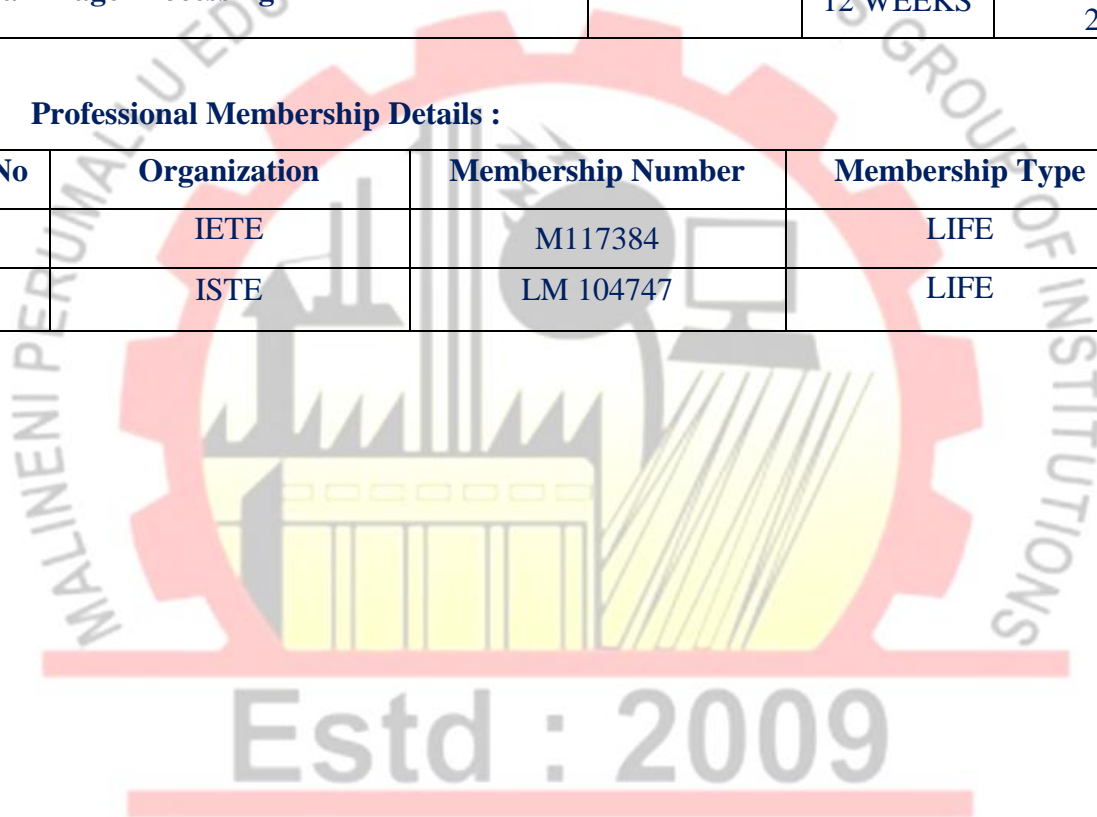 12 WEEKS 2
Professional Membership Details :
No Organization Membership Number Membership Type
IETE M117384 LIFE
ISTE LM 104747 LIFE
MALINENI PERUMALLU
GROUP OF INSTITUTIONS
Estd : 2009